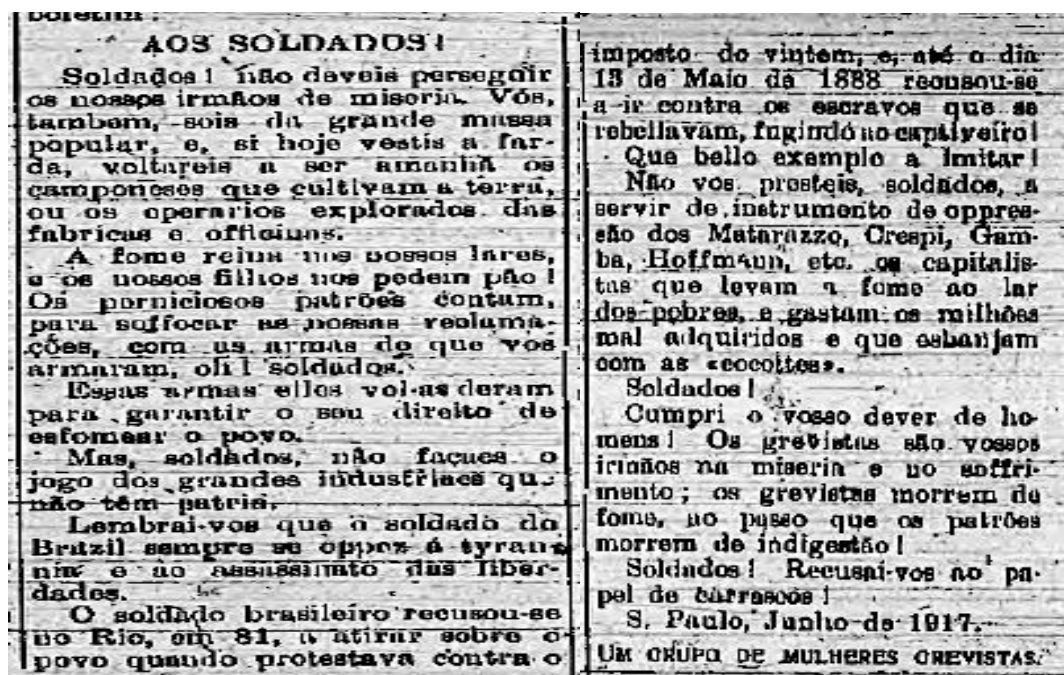 boletim:
AOS SOLDADOS!
Soldados! não deveis perseguir
os nossos irmãos de miseria. Vós,
tambem, sois da grande massa
popular, e, si hoje vestis a far-
da, voltareis a ser amanhã os
camponeses que cultivam a terra,
ou os operarios explorados das
fabricas e officinas.
A fome reina nos nossos lares,
e os nossos filhos nos pedem pão!
Os perniciosos patrões contam,
para suffocar as nossas reclama-
ções, com as armas de que vos
armaram, oh! soldados.
Essas armas elles vol-as deram
para garantir o seu direito de
esfomear o povo.
Mas, soldados, não façaes o
jogo dos grandes industriaes que
não têm patria.
Lembrai-vos que o soldado do
Brazil sempre se oppoz á tyran-
nia e ao assassinato das liber-
dades.
O soldado brasileiro recusou-se
no Rio, em 81, a atirar sobre o
povo quando protestava contra o
imposto do vintem, e, até o dia
13 de Maio de 1888 recusou-se
a ir contra os escravos que se
rebellavam, fugindo ao captiveiro!
Que bello exemplo a imitar!
Não vos presteis, soldados, a
servir de instrumento de oppres-
são dos Matarazzo, Crespi, Gam-
ba, Hoffmann, etc. os capitalis-
tas que levam a fome ao lar
dos pobres, e gastam os milhões
mal adquiridos e que esbanjam
com as «cocottes».
Soldados!
Cumpri o vosso dever de ho-
mens! Os grevistas são vossos
irmãos na miseria e no soffri-
mento; os grevistas morrem de
fome, ao passo que os patrões
morrem de indigestão!
Soldados! Recusai-vos ao pa-
pel de carrascos!
S. Paulo, Junho de 1917.
UM GRUPO DE MULHERES GREVISTAS.